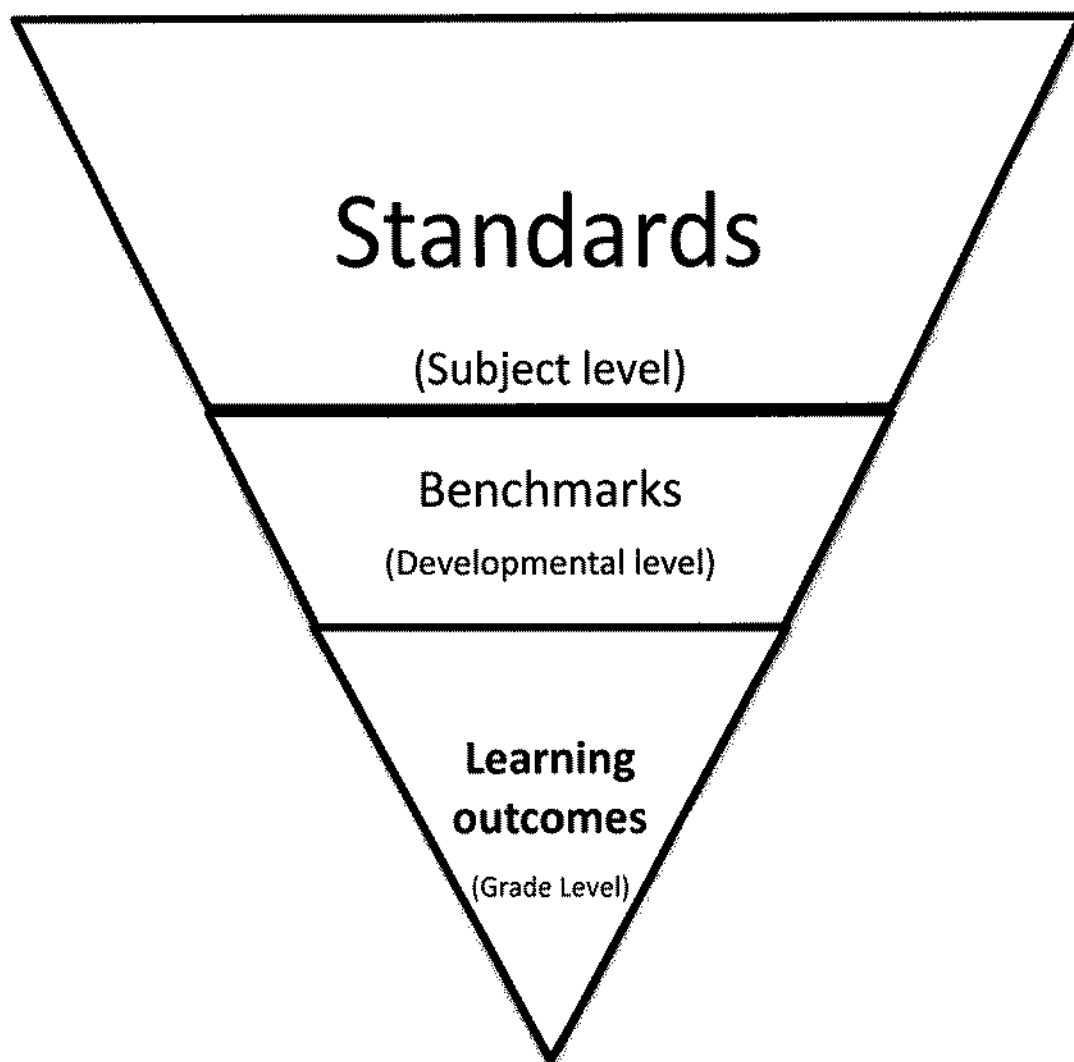 Standards
(Subject level)
Benchmarks
(Developmental level)
Learning
outcomes
(Grade Level)